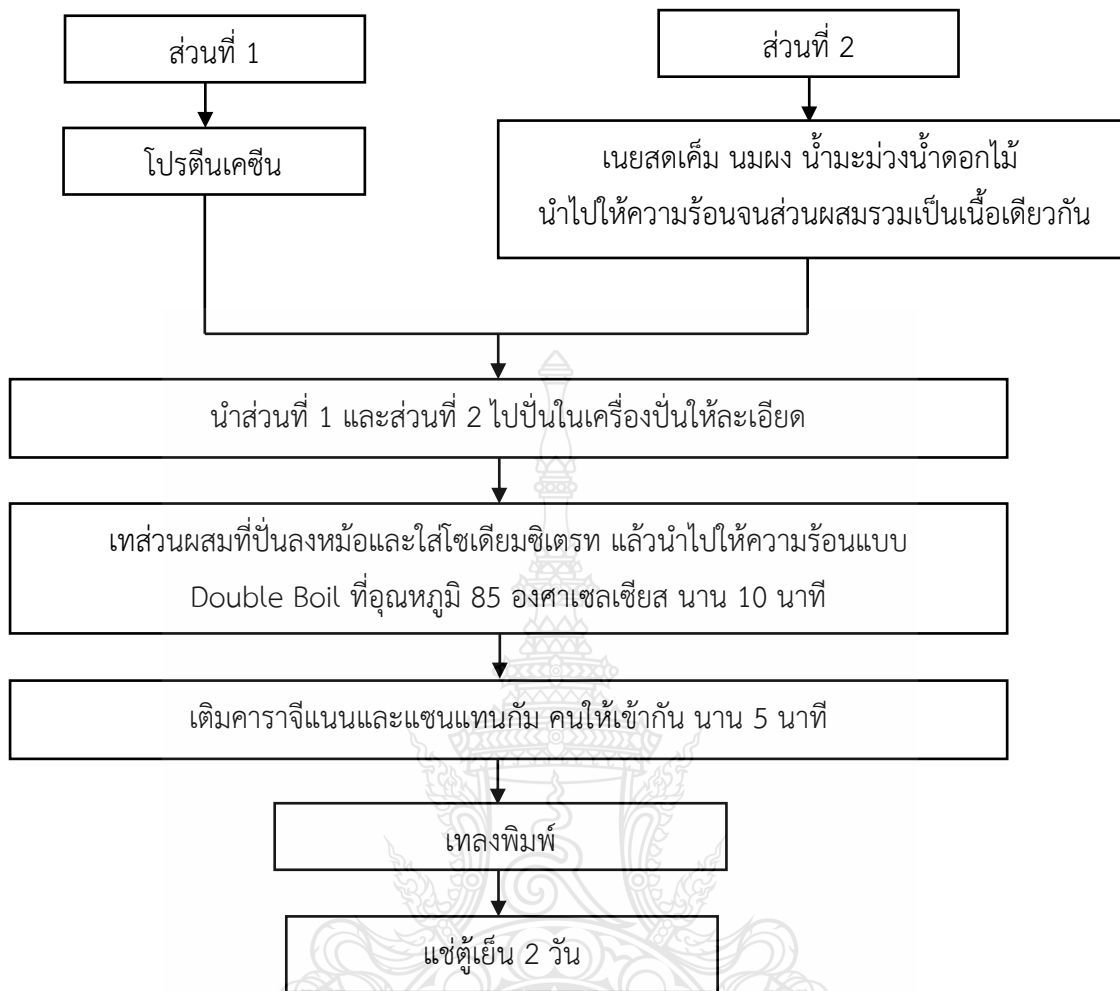 ส่วนที่ 1
ส่วนที่ 2
โปรตีนเคซีน
เนยสดเค็ม นมผง น้ำมะม่วงน้ำดอกไม้
นำไปให้ความร้อนจนส่วนผสมรวมเป็นเนื้อเดียวกัน
นำส่วนที่ 1 และส่วนที่ 2 ไปปั่นในเครื่องปั่นให้ละเอียด
เทส่วนผสมที่ปั่นลงหม้อและใส่โซเดียมซิเตรท แล้วนำไปให้ความร้อนแบบ
Double Boil ที่อุณหภูมิ 85 องศาเซลเซียส นาน 10 นาที
เติมคาราจีแนนและแซนแทนกัม คนให้เข้ากัน นาน 5 นาที
เทลงพิมพ์
แช่ตู้เย็น 2 วัน